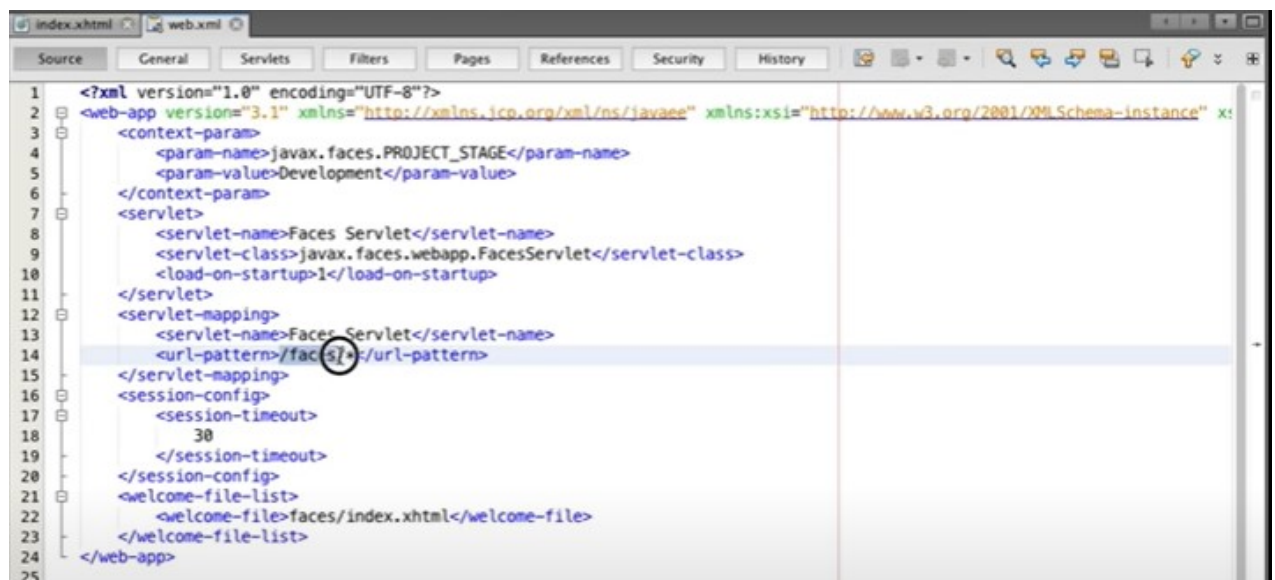 index.xhtml web.xml
Source General Servlets Filters Pages References Security History
1 <?xml version="1.0" encoding="UTF-8"?>
2 <web-app version="3.1" xmlns="http://xmlns.jcp.org/xml/ns/javaee" xmlns:xsi="http://www.w3.org/2001/XMLSchema-instance" xs
3 <context-param>
4 <param-name>javax.faces.PROJECT_STAGE</param-name>
5 <param-value>Development</param-value>
6 </context-param>
7 <servlet>
8 <servlet-name>Faces Servlet</servlet-name>
9 <servlet-class>javax.faces.webapp.FacesServlet</servlet-class>
10 <load-on-startup>1</load-on-startup>
11 </servlet>
12 <servlet-mapping>
13 <servlet-name>Faces Servlet</servlet-name>
14 <url-pattern>/faces/*</url-pattern>
15 </servlet-mapping>
16 <session-config>
17 <session-timeout>
18 30
19 </session-timeout>
20 </session-config>
21 <welcome-file-list>
22 <welcome-file>faces/index.xhtml</welcome-file>
23 </welcome-file-list>
24 </web-app>
25